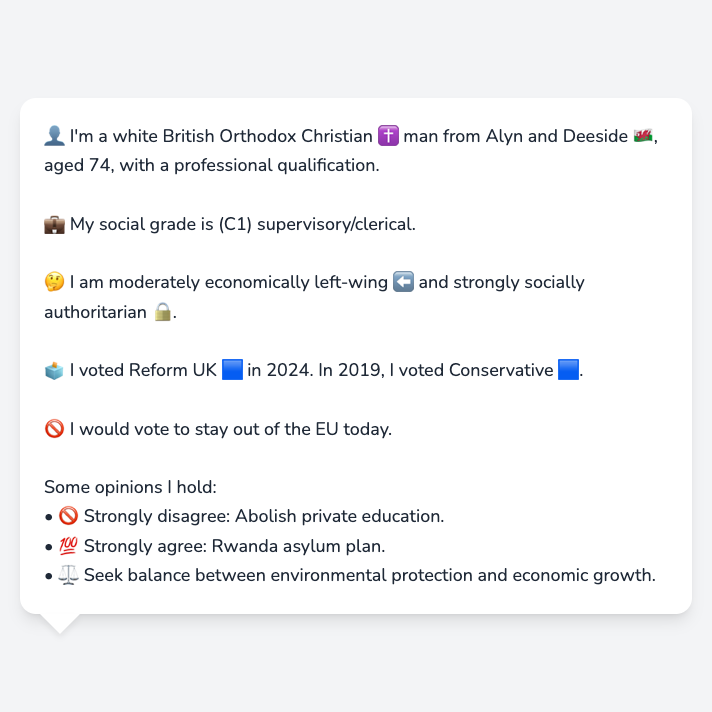 👤 I'm a white British Orthodox Christian ✝️ man from Alyn and Deeside 🏴󠁧󠁢󠁷󠁬󠁳󠁿,
aged 74, with a professional qualification.
💼 My social grade is (C1) supervisory/clerical.
🤔 I am moderately economically left-wing ⬅️ and strongly socially
authoritarian 🔒.
🗳️ I voted Reform UK 🟦 in 2024. In 2019, I voted Conservative 🟦.
🚫 I would vote to stay out of the EU today.
Some opinions I hold:
• 🚫 Strongly disagree: Abolish private education.
• 💯 Strongly agree: Rwanda asylum plan.
• ⚖️ Seek balance between environmental protection and economic growth.